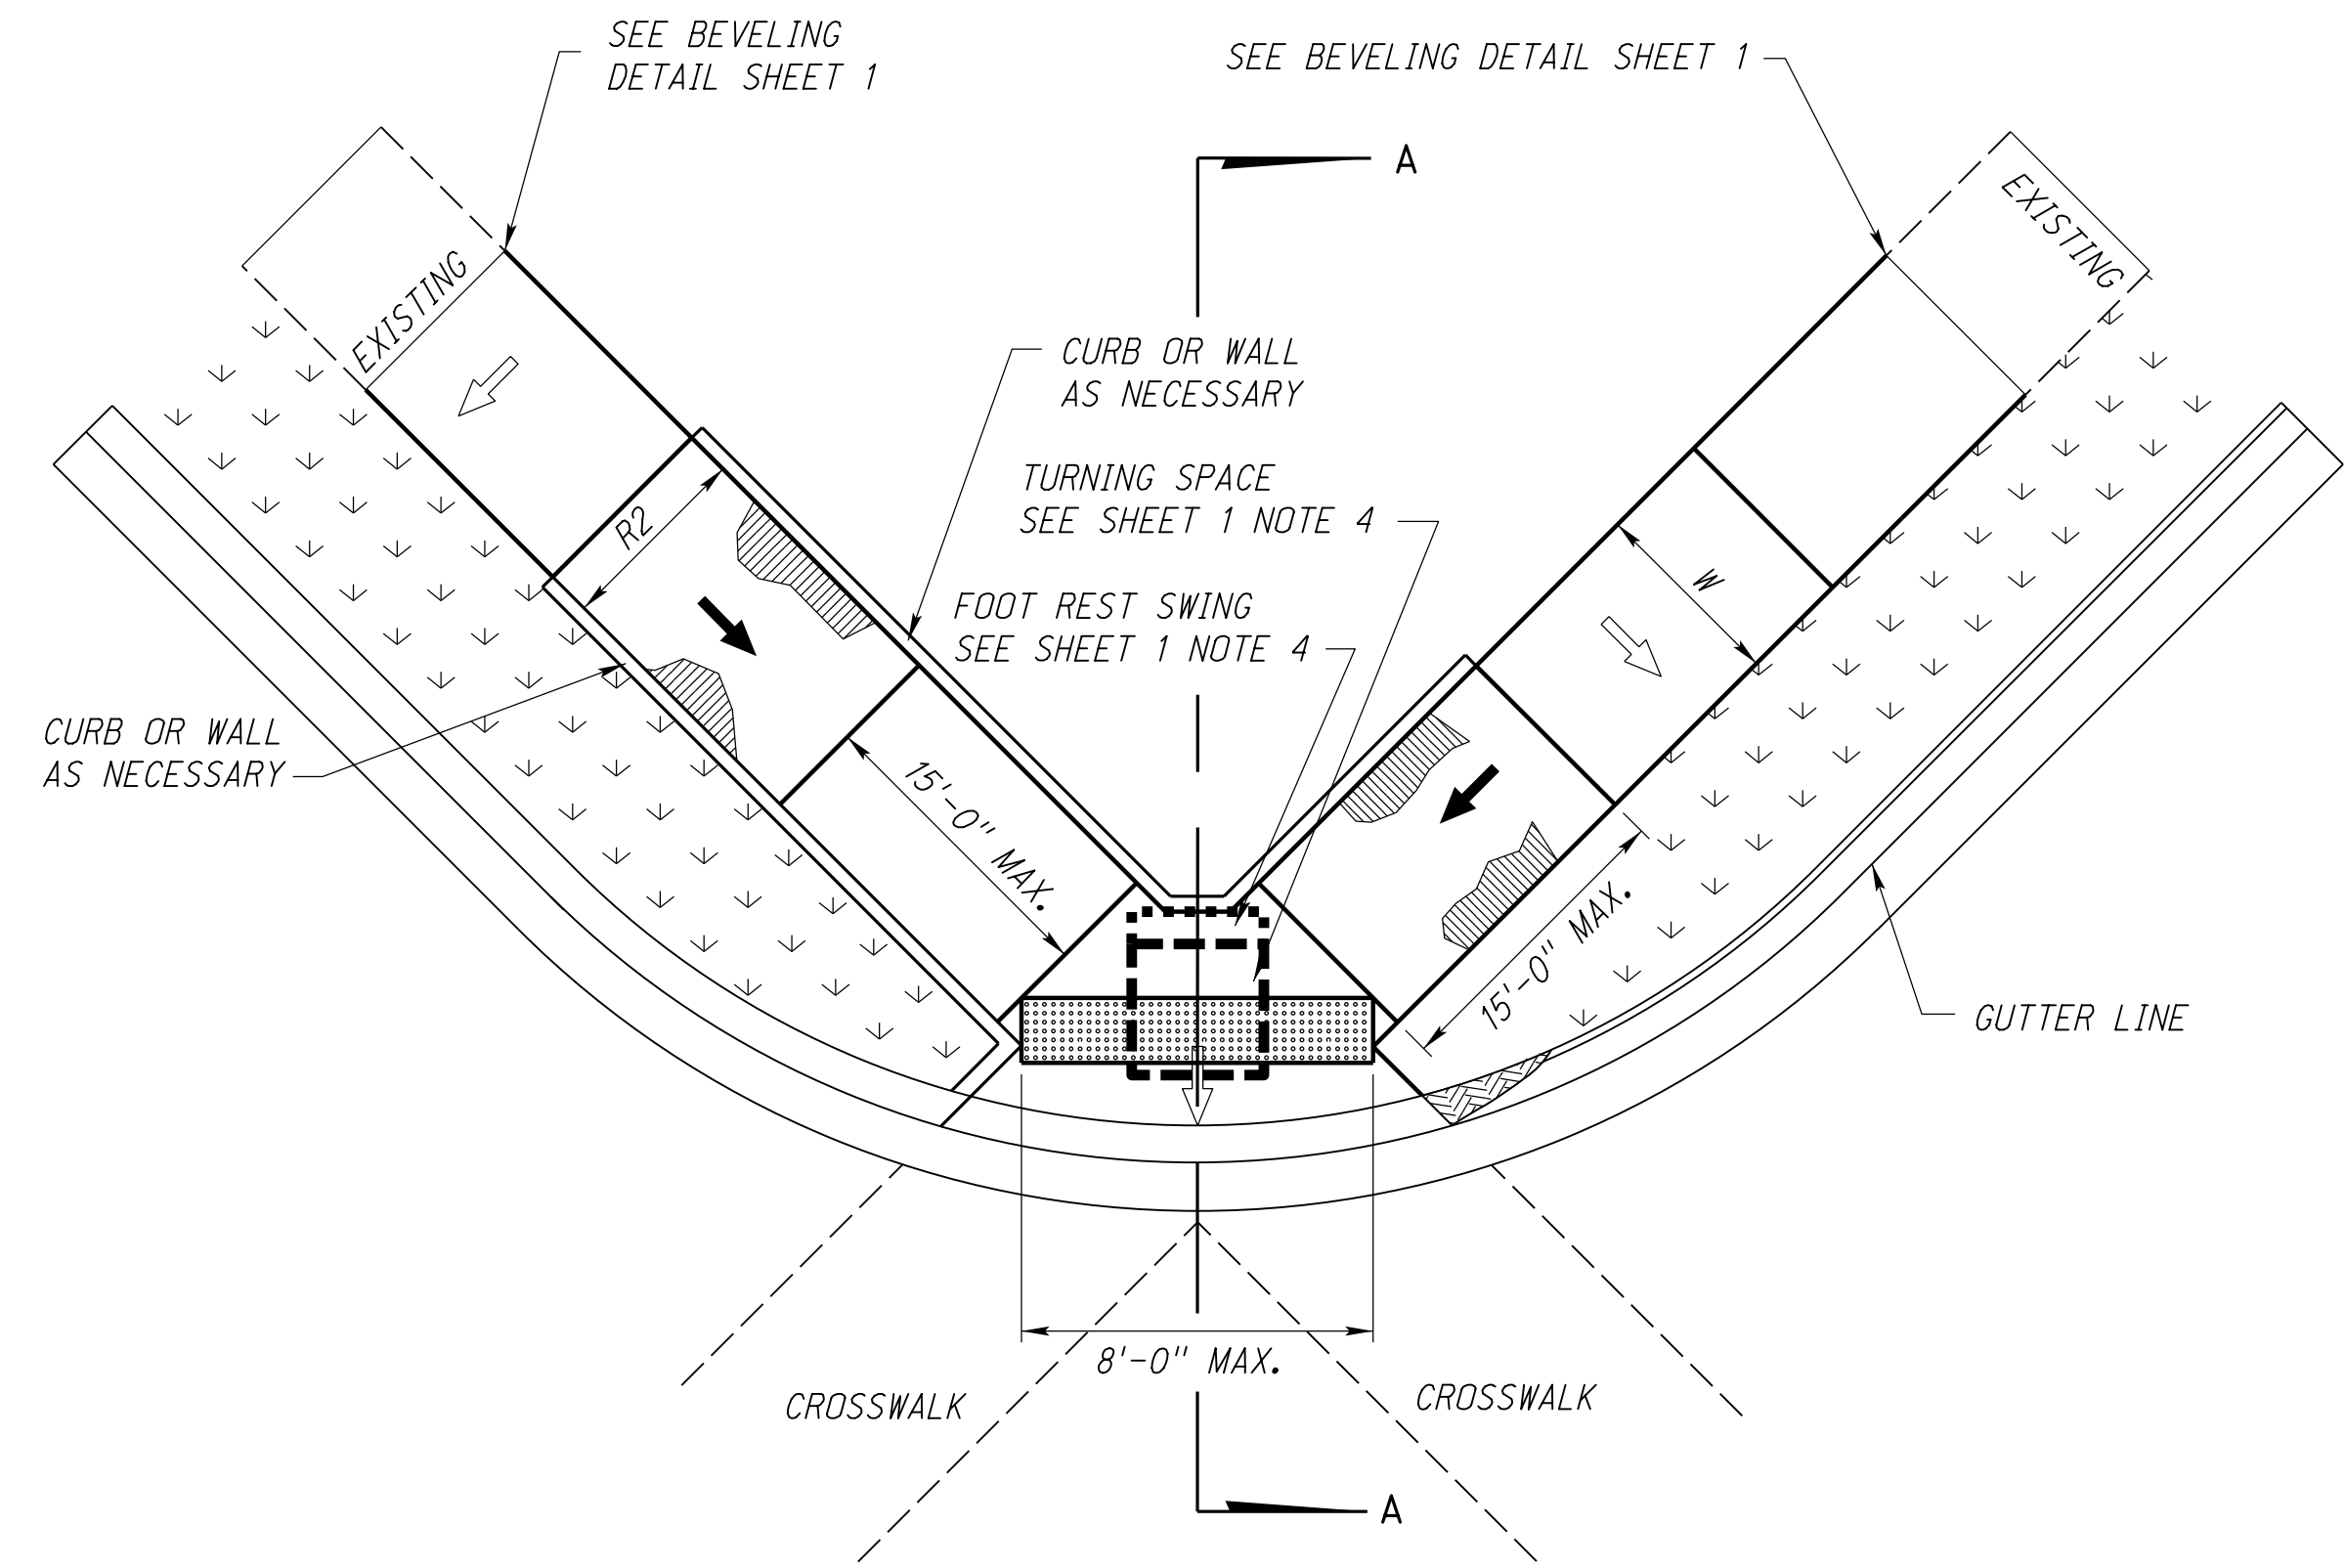 SEE BEVELING
DETAIL SHEET 1
SEE BEVELING DETAIL SHEET 1
A
EXISTING
EXISTING
CURB OR WALL
AS NECESSARY
TURNING SPACE
SEE SHEET 1 NOTE 4
R2
W
FOOT REST SWING
SEE SHEET 1 NOTE 4
CURB OR WALL
AS NECESSARY
15'-0" MAX.
15'-0" MAX.
GUTTER LINE
8'-0" MAX.
CROSSWALK
CROSSWALK
A